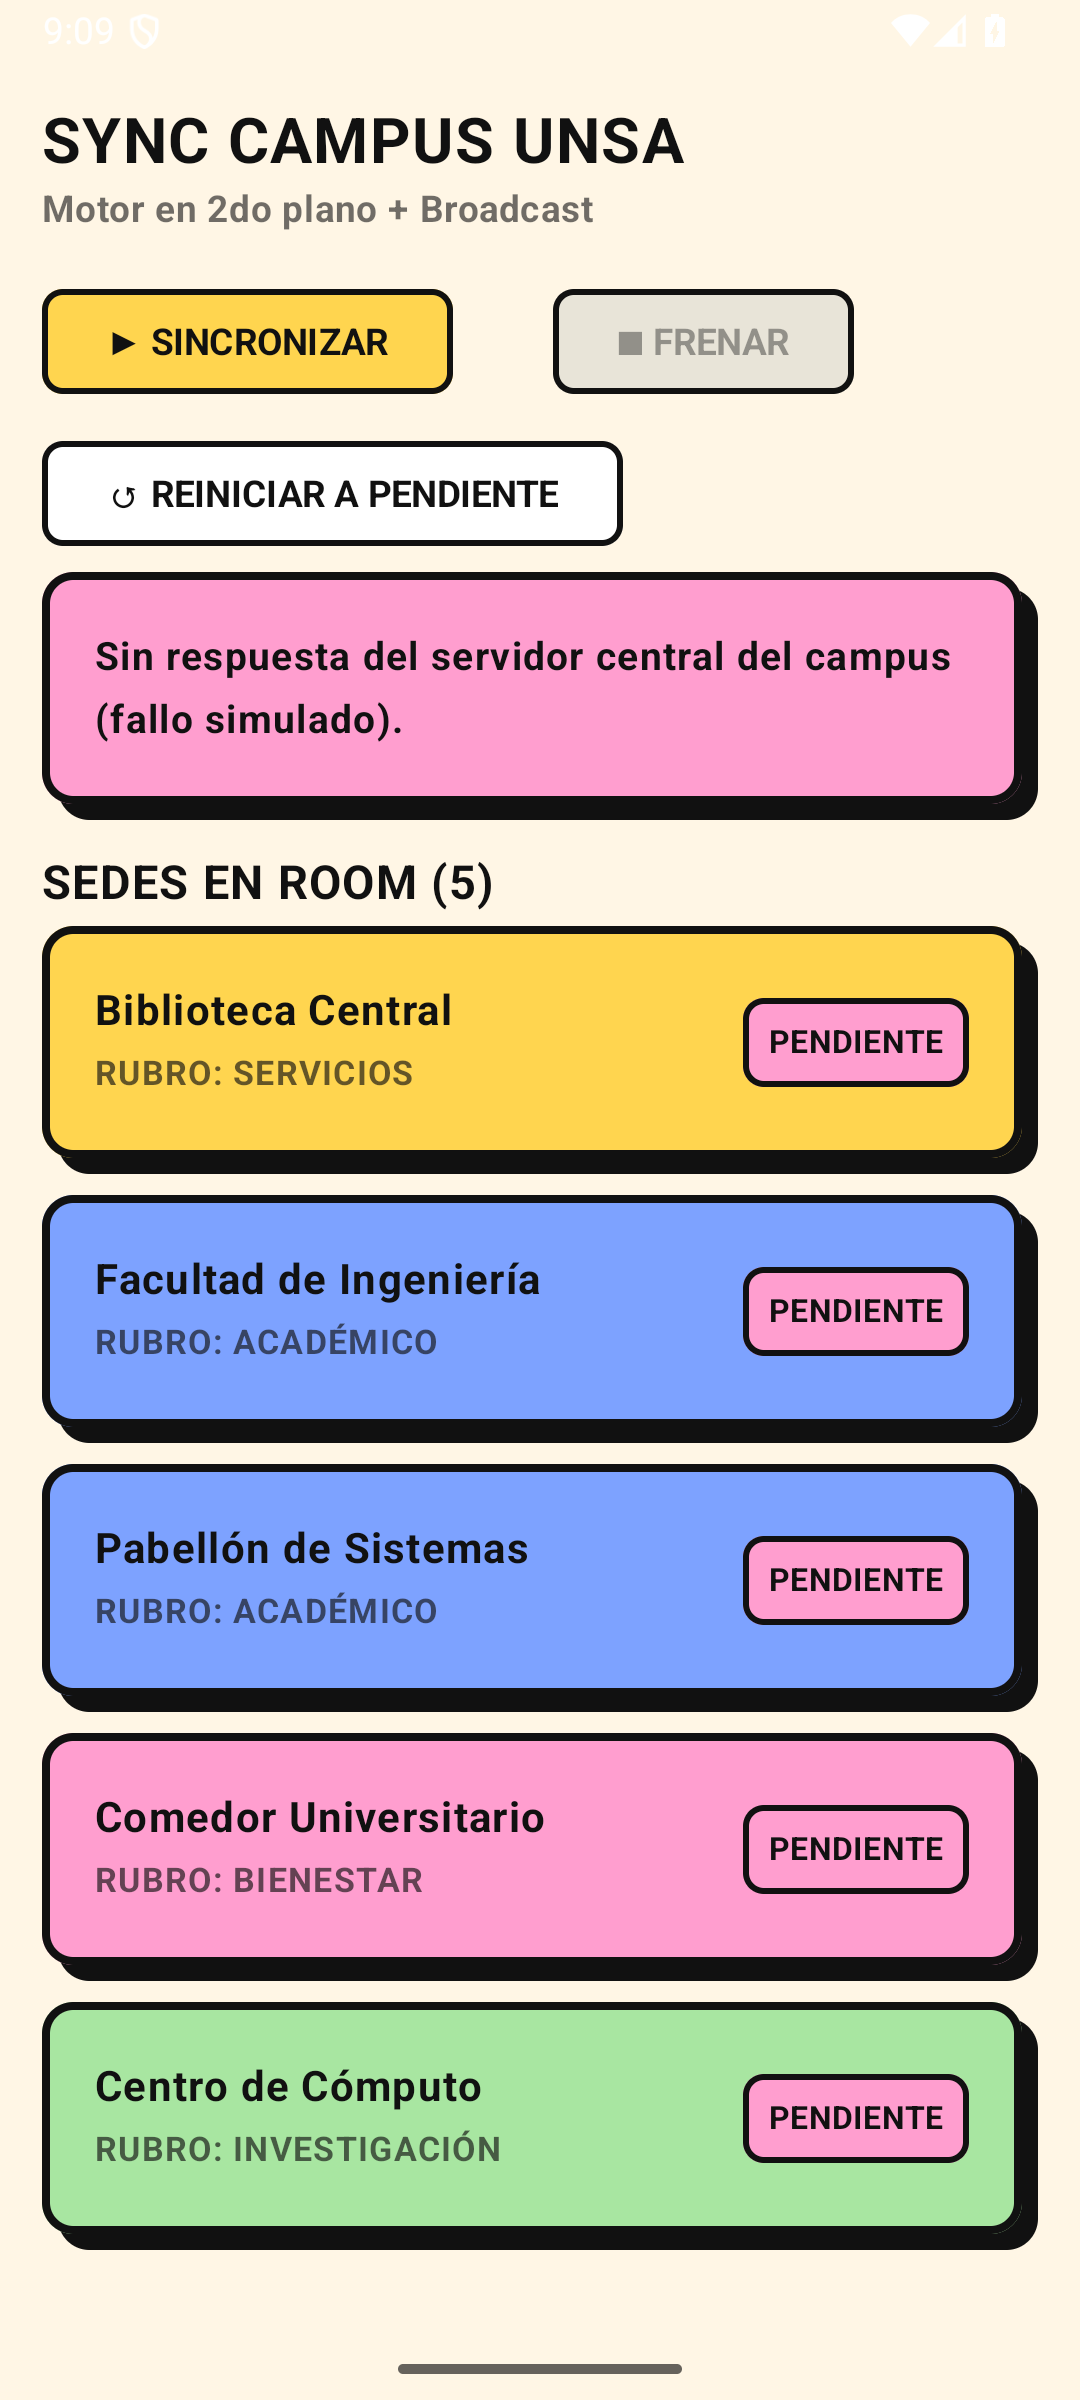 9:09
SYNC CAMPUS UNSA
Motor en 2do plano + Broadcast
▶ SINCRONIZAR
■ FRENAR
↺ REINICIAR A PENDIENTE
Sin respuesta del servidor central del campus
(fallo simulado).
SEDES EN ROOM (5)
Biblioteca Central
RUBRO: SERVICIOS
PENDIENTE
Facultad de Ingeniería
RUBRO: ACADÉMICO
PENDIENTE
Pabellón de Sistemas
RUBRO: ACADÉMICO
PENDIENTE
Comedor Universitario
RUBRO: BIENESTAR
PENDIENTE
Centro de Cómputo
RUBRO: INVESTIGACIÓN
PENDIENTE